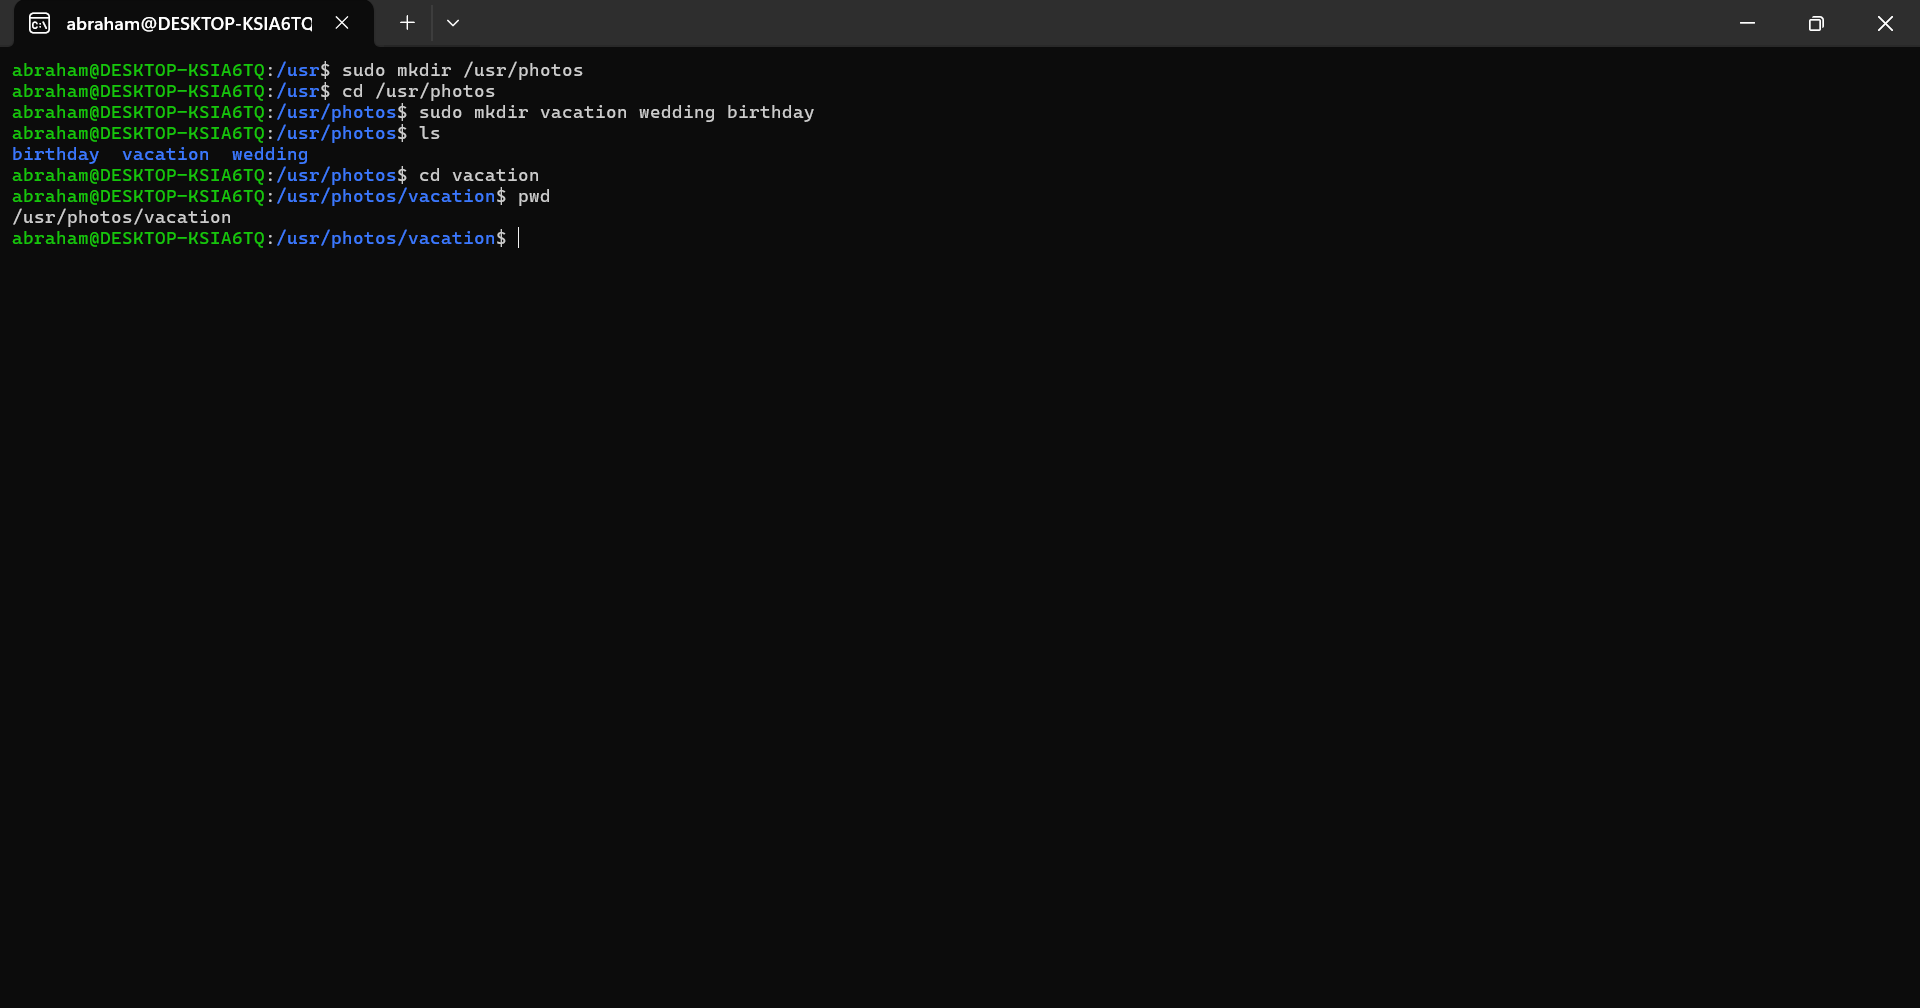 abraham@DESKTOP-KSIA6TQ
abraham@DESKTOP-KSIA6TQ:/usr$ sudo mkdir /usr/photos
abraham@DESKTOP-KSIA6TQ:/usr$ cd /usr/photos
abraham@DESKTOP-KSIA6TQ:/usr/photos$ sudo mkdir vacation wedding birthday
abraham@DESKTOP-KSIA6TQ:/usr/photos$ ls
birthday  vacation  wedding
abraham@DESKTOP-KSIA6TQ:/usr/photos$ cd vacation
abraham@DESKTOP-KSIA6TQ:/usr/photos/vacation$ pwd
/usr/photos/vacation
abraham@DESKTOP-KSIA6TQ:/usr/photos/vacation$